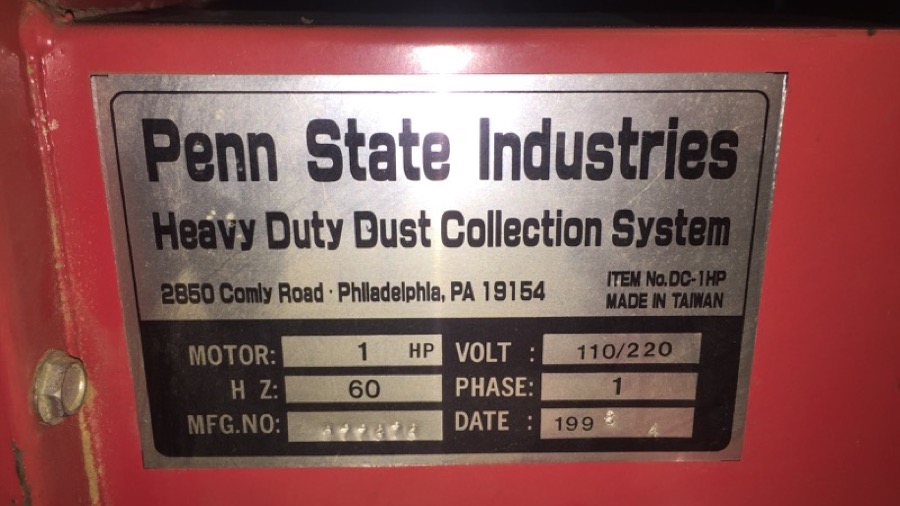 Penn State Industries
Heavy Duty Dust Collection System
2850 Comly Road · Philadelphia, PA 19154
ITEM No. DC-1HP
MADE IN TAIWAN
MOTOR: 1 HP VOLT : 110/220
H Z: 60 PHASE: 1
MFG.NO: DATE : 199